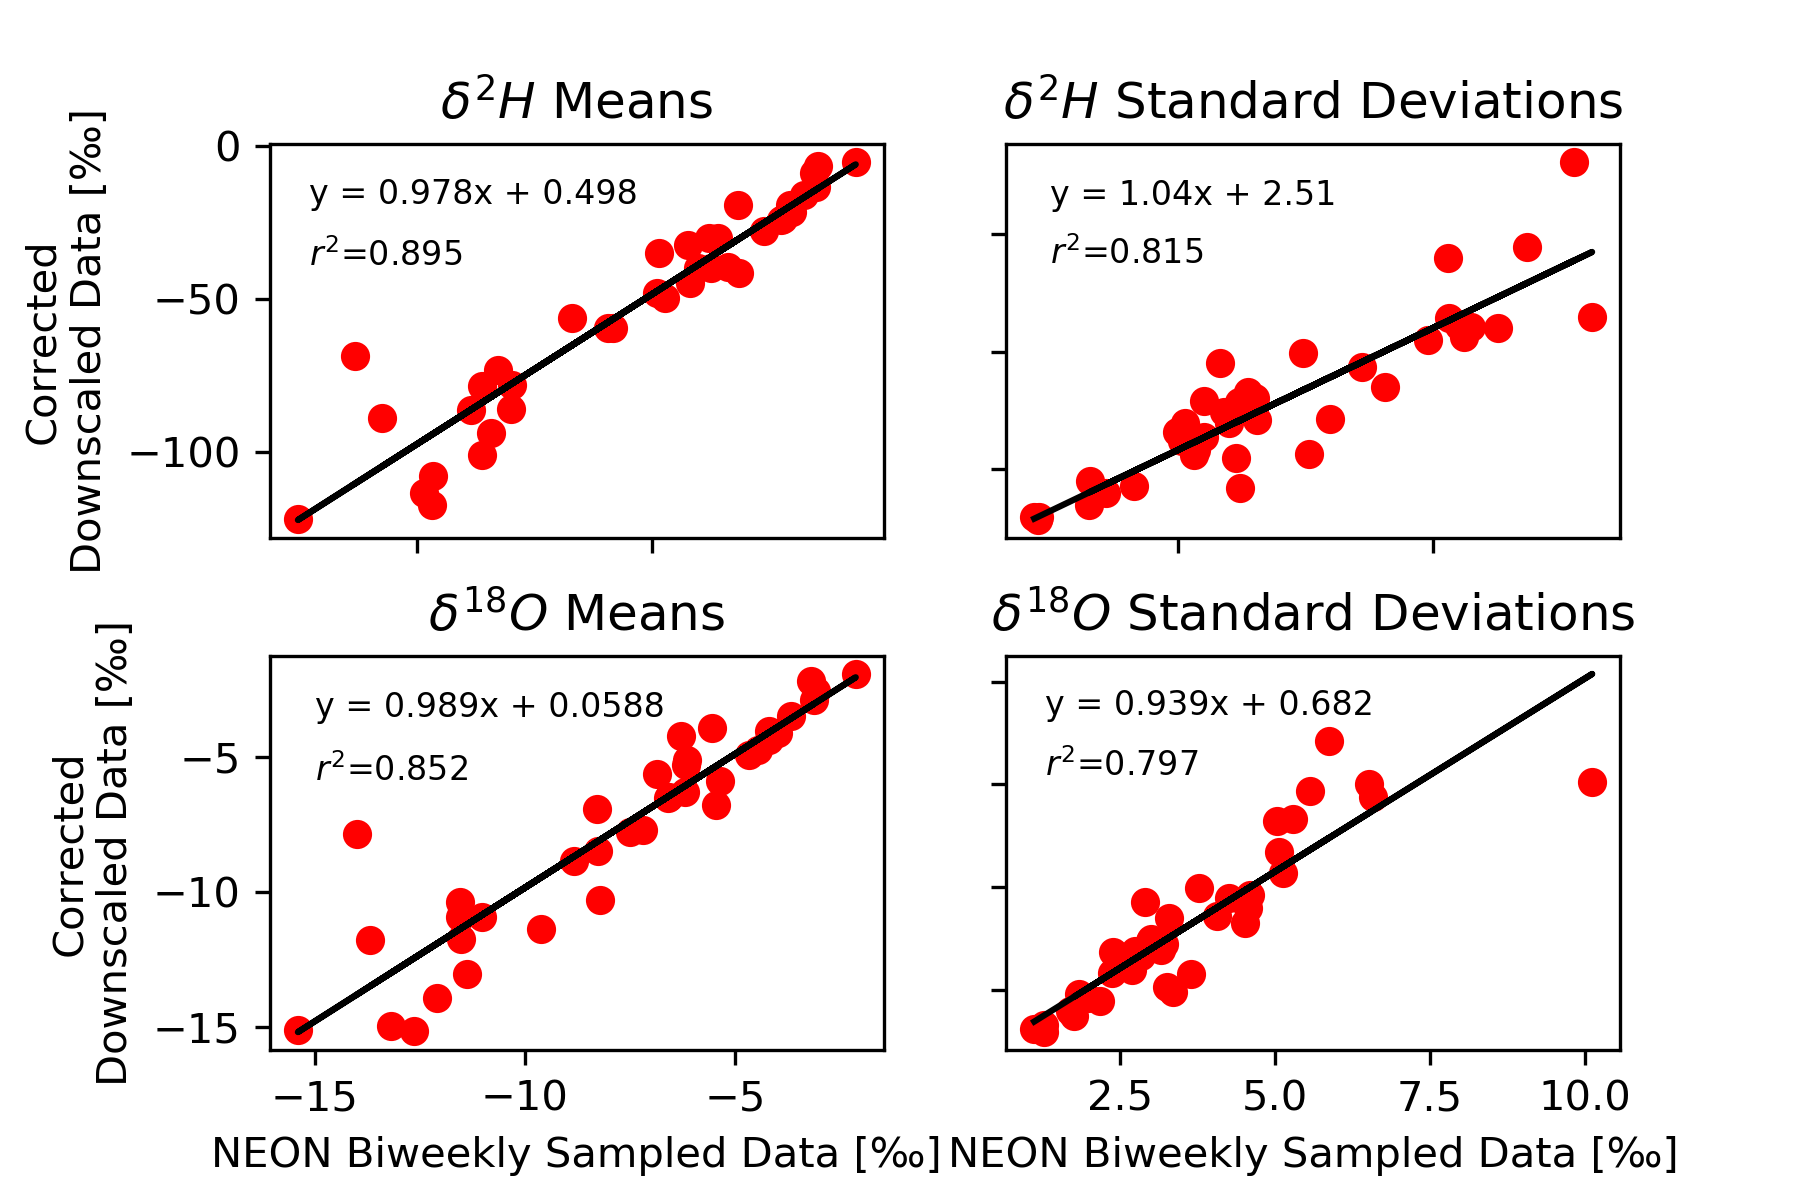 δ²H Means
δ²H Standard Deviations
Corrected
Downscaled Data [‰]
0
−50
−100
y = 0.978x + 0.498
r²=0.895
y = 1.04x + 2.51
r²=0.815
δ¹⁸O Means
δ¹⁸O Standard Deviations
Corrected
Downscaled Data [‰]
−5
−10
−15
y = 0.989x + 0.0588
r²=0.852
y = 0.939x + 0.682
r²=0.797
−15 −10 −5
2.5 5.0 7.5 10.0
NEON Biweekly Sampled Data [‰]
NEON Biweekly Sampled Data [‰]